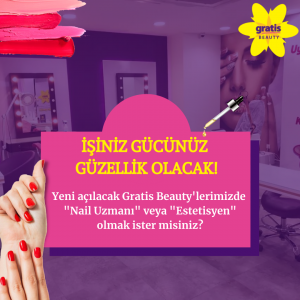 gratis
BEAUTY
İŞİNİZ GÜCÜNÜZ
GÜZELLİK OLACAK!
Yeni açılacak Gratis Beauty'lerimizde
"Nail Uzmanı" veya "Estetisyen"
olmak ister misiniz?